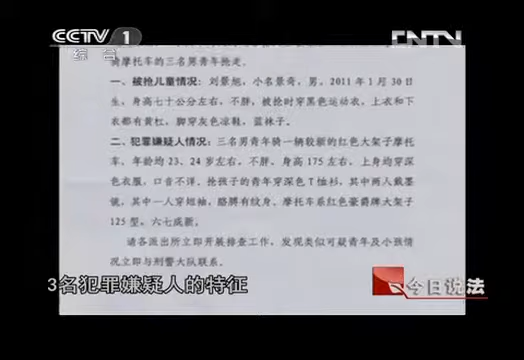 CCTV 1
综合
CNTV
骑摩托车的三名男青年抢走。
一、被抢儿童情况：刘景旭，小名景奇，男，2011年1月30日
生，身高七十公分左右，不胖，被抢时穿黑色运动衣，上衣和下
衣都有黄杠，脚穿灰色凉鞋，蓝袜子。
二、犯罪嫌疑人情况：三名男青年骑一辆较新的红色大架子摩托
车、年龄均23、24岁左右，不胖，身高175左右，上身均穿深
色衣服，口音不详，抢孩子的青年穿深色T恤衫，其中两人戴墨
镜，其中一人穿短袖，胳膊有纹身、摩托车系红色豪爵牌大架子
125型，六七成新。
请各派出所立即开展排查工作，发现类似可疑青年及小孩情
况立即与刑警大队联系。
3名犯罪嫌疑人的特征
今日说法